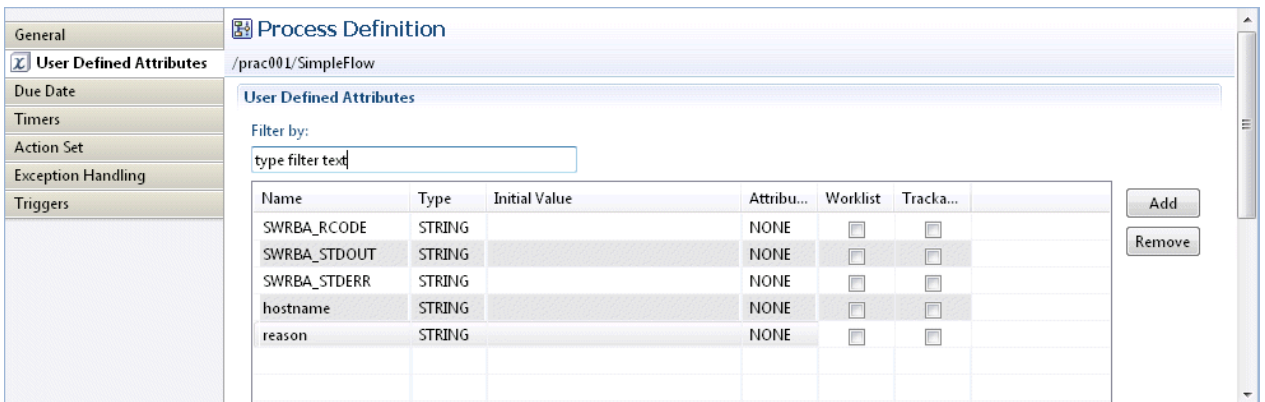 General
User Defined Attributes
Due Date
Timers
Action Set
Exception Handling
Triggers
Process Definition
/prac001/SimpleFlow
User Defined Attributes
Filter by:
type filter text
Name Type Initial Value Attribu... Worklist Tracka...
SWRBA_RCODE STRING NONE
SWRBA_STDOUT STRING NONE
SWRBA_STDERR STRING NONE
hostname STRING NONE
reason STRING NONE
Add
Remove